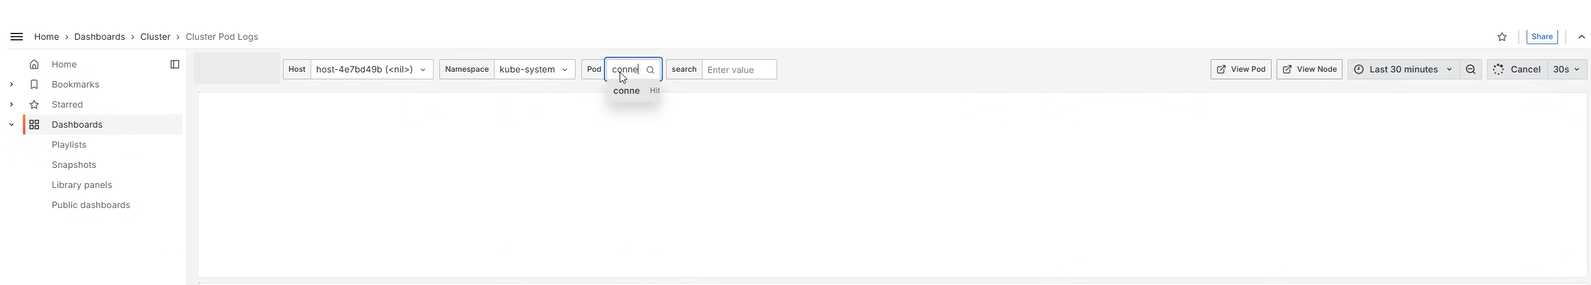 Home › Dashboards › Cluster › Cluster Pod Logs
Share
Home
Bookmarks
Starred
Dashboards
Playlists
Snapshots
Library panels
Public dashboards
Host host-4e7bd49b (<nil>) Namespace kube-system Pod conne search Enter value
View Pod View Node Last 30 minutes Cancel 30s
conne Hit